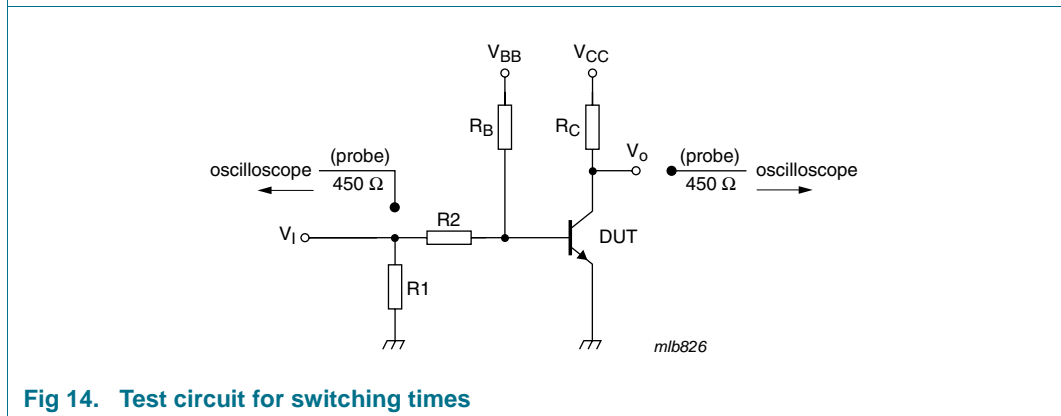 VBB
VCC
RB
RC
Vo
oscilloscope
(probe)
450 Ω
(probe)
450 Ω
oscilloscope
VI
R2
DUT
R1
mlb826
Fig 14. Test circuit for switching times